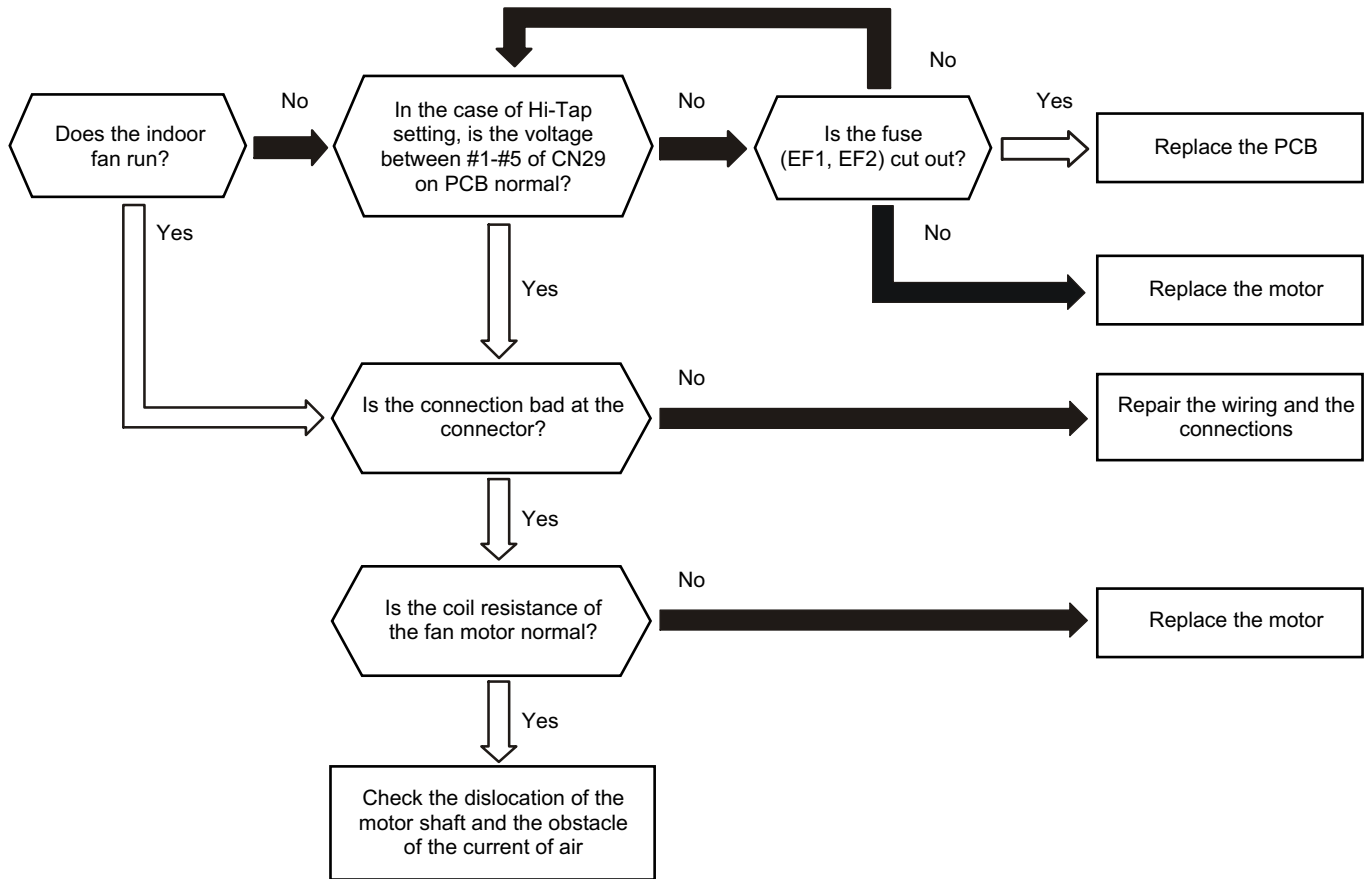 No
Does the indoor
fan run?
No
In the case of Hi-Tap
setting, is the voltage
between #1-#5 of CN29
on PCB normal?
No
Is the fuse
(EF1, EF2) cut out?
Yes
Replace the PCB
Yes
No
Replace the motor
Yes
Is the connection bad at the
connector?
No
Repair the wiring and the
connections
Yes
Is the coil resistance of
the fan motor normal?
No
Replace the motor
Yes
Check the dislocation of the
motor shaft and the obstacle
of the current of air